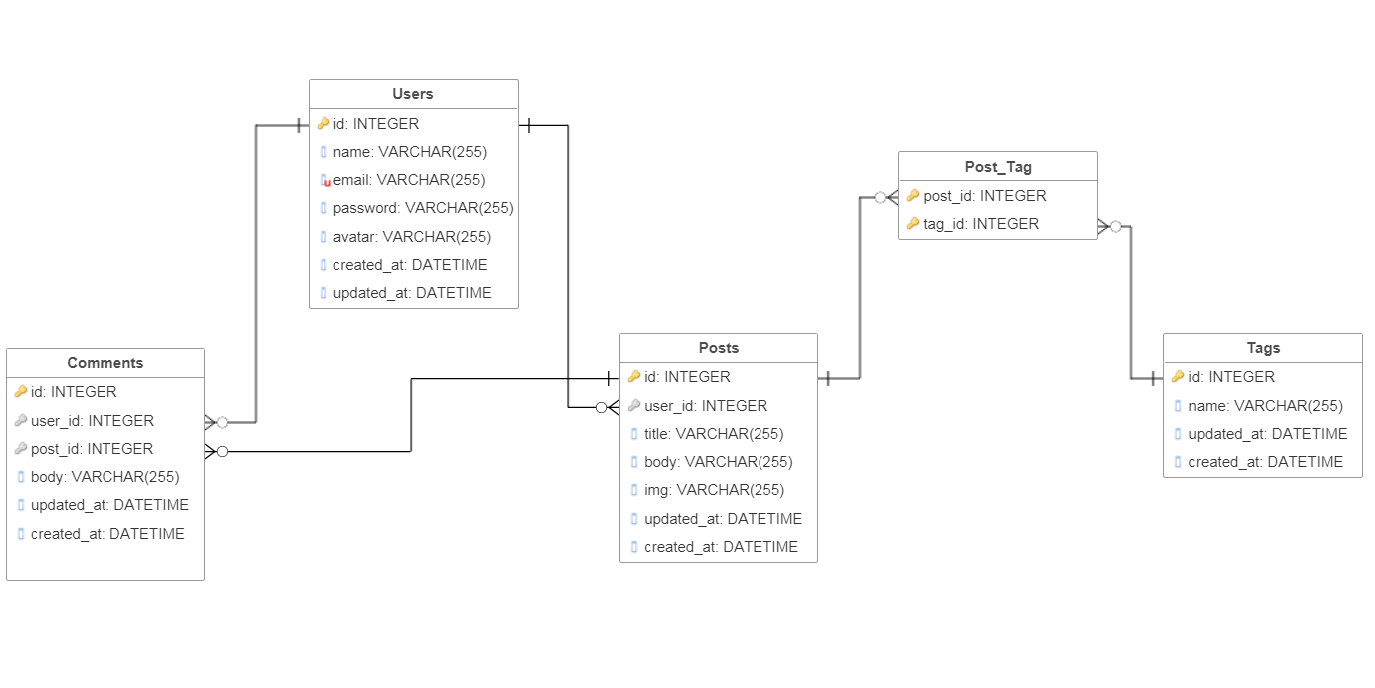 Users
id: INTEGER
name: VARCHAR(255)
email: VARCHAR(255)
password: VARCHAR(255)
avatar: VARCHAR(255)
created_at: DATETIME
updated_at: DATETIME
Post_Tag
post_id: INTEGER
tag_id: INTEGER
Comments
id: INTEGER
user_id: INTEGER
post_id: INTEGER
body: VARCHAR(255)
updated_at: DATETIME
created_at: DATETIME
Posts
id: INTEGER
user_id: INTEGER
title: VARCHAR(255)
body: VARCHAR(255)
img: VARCHAR(255)
updated_at: DATETIME
created_at: DATETIME
Tags
id: INTEGER
name: VARCHAR(255)
updated_at: DATETIME
created_at: DATETIME